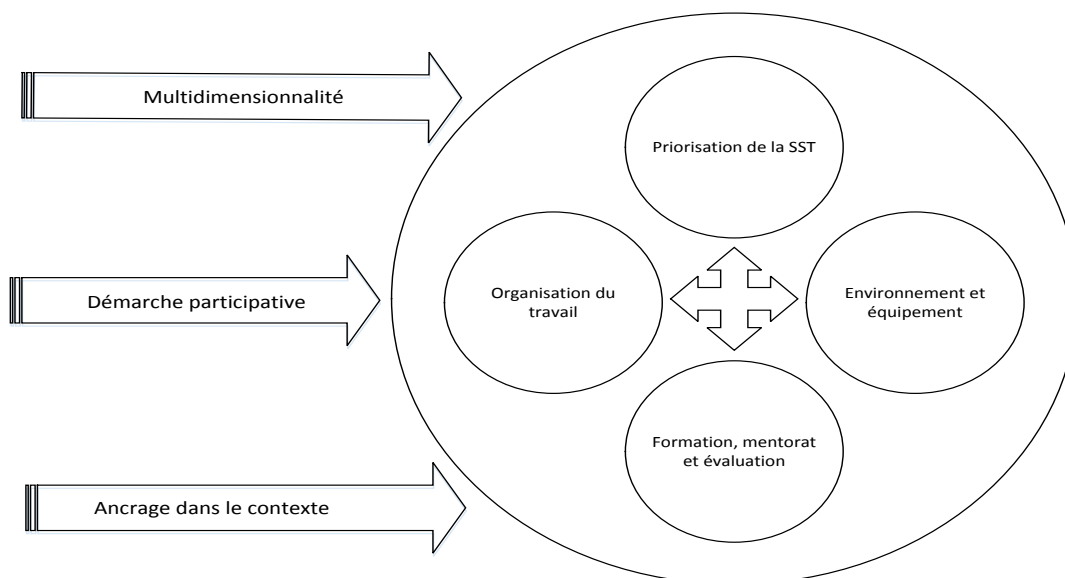 Multidimensionnalité
Priorisation de la SST
Démarche participative
Organisation du
travail
Environnement et
équipement
Formation, mentorat
et évaluation
Ancrage dans le contexte